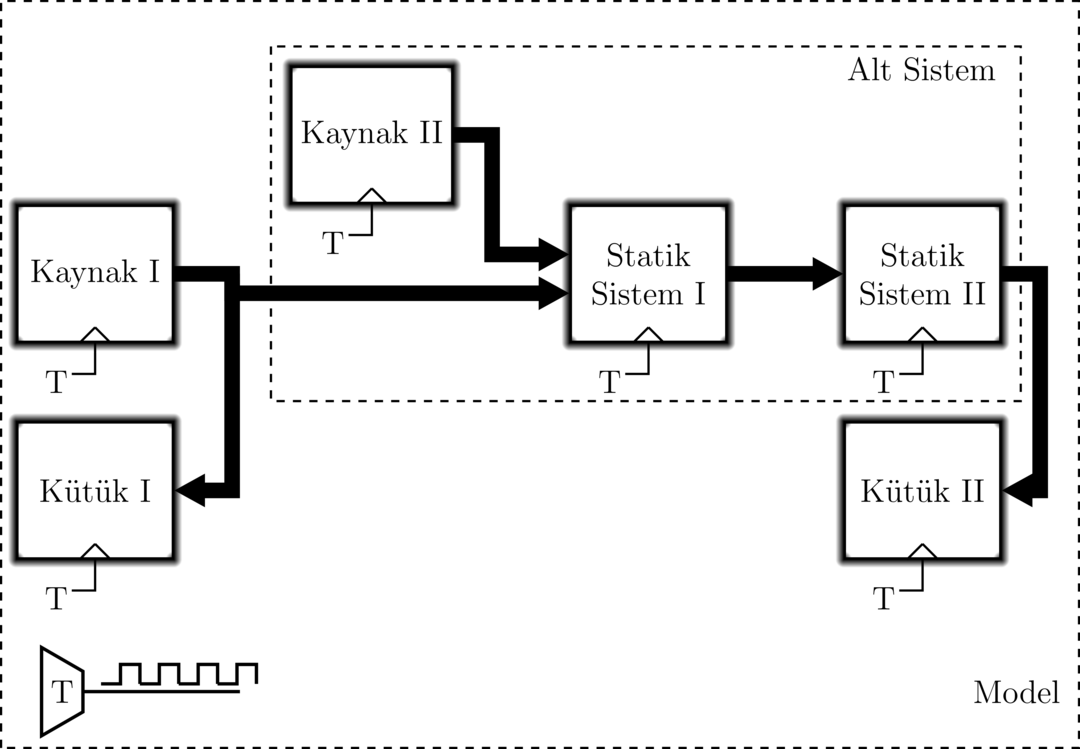 Alt Sistem
Kaynak II
T
Kaynak I
T
Statik
Sistem I
T
Statik
Sistem II
T
Kütük I
T
Kütük II
T
T
Model